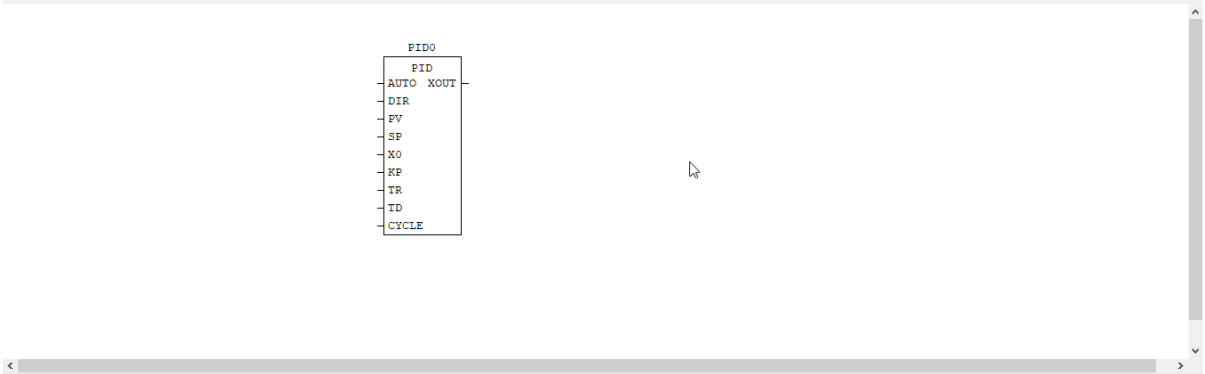 PID0
PID
AUTO XOUT
DIR
PV
SP
X0
KP
TR
TD
CYCLE